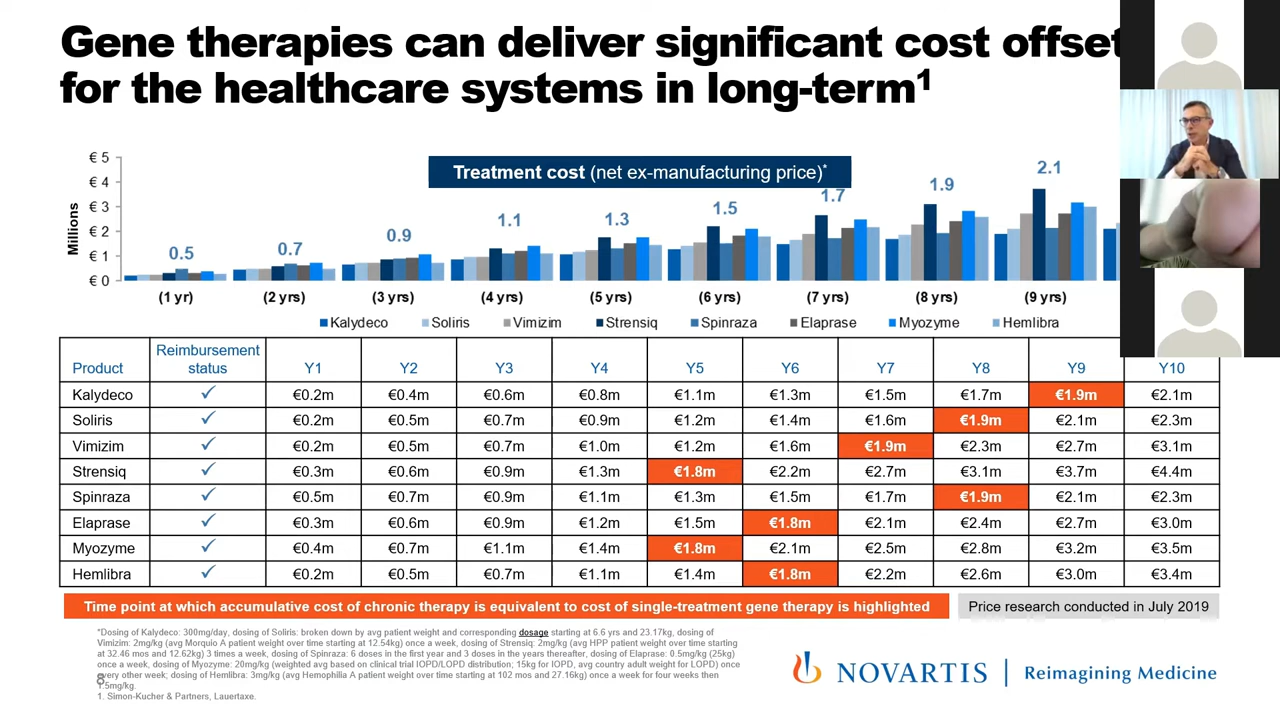 Gene therapies can deliver significant cost offset
for the healthcare systems in long-term1
Treatment cost (net ex-manufacturing price)*
Millions
€ 5
€ 4
€ 3
€ 2
€ 1
€ 0
0.5
0.7
0.9
1.1
1.3
1.5
1.7
1.9
2.1
(1 yr) (2 yrs) (3 yrs) (4 yrs) (5 yrs) (6 yrs) (7 yrs) (8 yrs) (9 yrs)
Kalydeco Soliris Vimizim Strensiq Spinraza Elaprase Myozyme Hemlibra
Product Reimbursement status Y1 Y2 Y3 Y4 Y5 Y6 Y7 Y8 Y9 Y10
Kalydeco ✓ €0.2m €0.4m €0.6m €0.8m €1.1m €1.3m €1.5m €1.7m €1.9m €2.1m
Soliris ✓ €0.2m €0.5m €0.7m €0.9m €1.2m €1.4m €1.6m €1.9m €2.1m €2.3m
Vimizim ✓ €0.2m €0.5m €0.7m €1.0m €1.2m €1.6m €1.9m €2.3m €2.7m €3.1m
Strensiq ✓ €0.3m €0.6m €0.9m €1.3m €1.8m €2.2m €2.7m €3.1m €3.7m €4.4m
Spinraza ✓ €0.5m €0.7m €0.9m €1.1m €1.3m €1.5m €1.7m €1.9m €2.1m €2.3m
Elaprase ✓ €0.3m €0.6m €0.9m €1.2m €1.5m €1.8m €2.1m €2.4m €2.7m €3.0m
Myozyme ✓ €0.4m €0.7m €1.1m €1.4m €1.8m €2.1m €2.5m €2.8m €3.2m €3.5m
Hemlibra ✓ €0.2m €0.5m €0.7m €1.1m €1.4m €1.8m €2.2m €2.6m €3.0m €3.4m
Time point at which accumulative cost of chronic therapy is equivalent to cost of single-treatment gene therapy is highlighted
Price research conducted in July 2019
*Dosing of Kalydeco: 300mg/day, dosing of Soliris: broken down by avg patient weight and corresponding dosage starting at 6.6 yrs and 23.17kg, dosing of
Vimizim: 2mg/kg (avg Morquio A patient weight over time starting at 12.54kg) once a week, dosing of Strensiq: 2mg/kg (avg HPP patient weight over time starting
at 32.46 mos and 12.62kg) 3 times a week, dosing of Spinraza: 6 doses in the first year and 3 doses in the years thereafter, dosing of Elaprase: 0.5mg/kg (25kg)
once a week, dosing of Myozyme: 20mg/kg (weighted avg based on clinical trial IOPD/LOPD distribution; 15kg for IOPD, avg country adult weight for LOPD) once
every other week; dosing of Hemlibra: 3mg/kg (avg Hemophilia A patient weight over time starting at 102 mos and 27.16kg) once a week for four weeks then
1.5mg/kg.
1. Simon-Kucher & Partners, Lauertaxe.
8
NOVARTIS
Reimagining Medicine